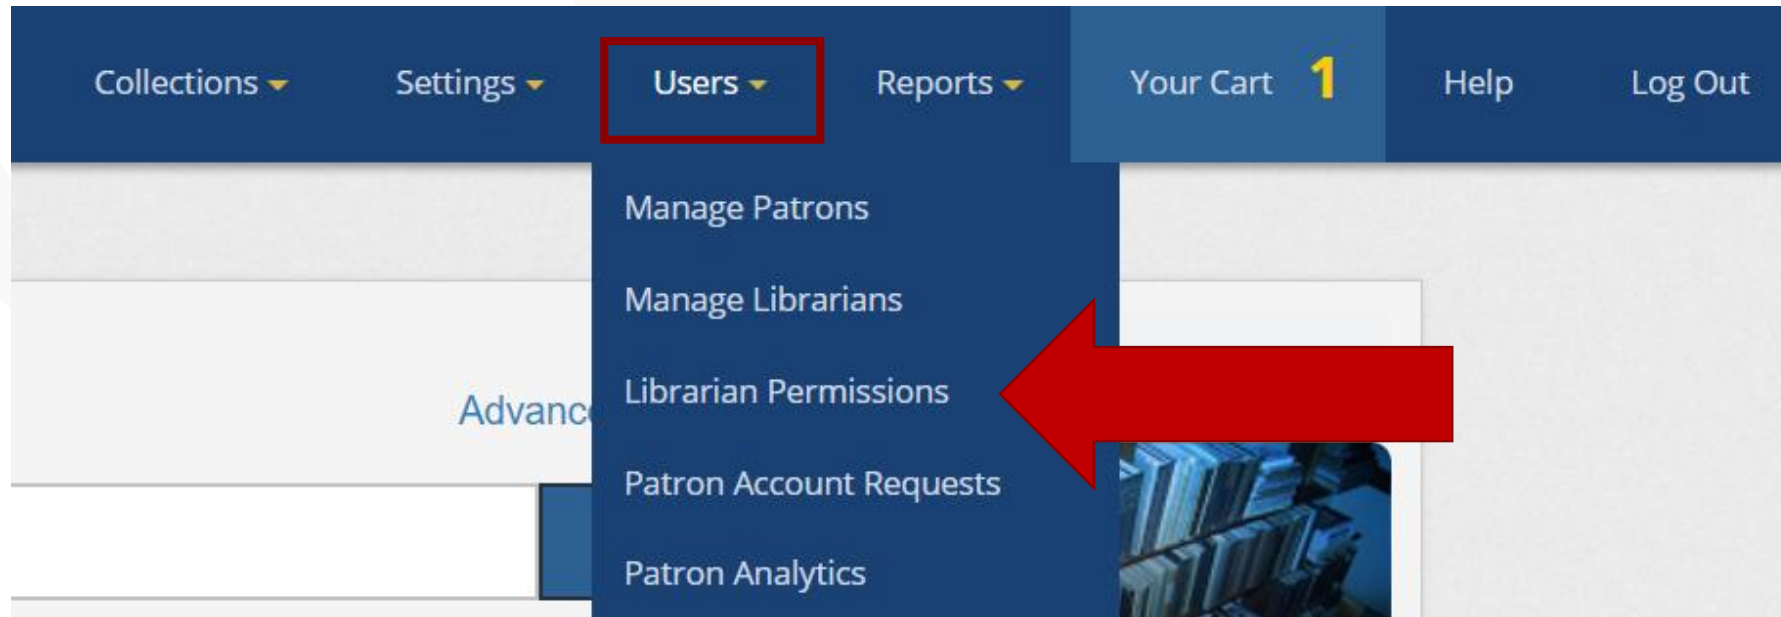 Collections Settings Users Reports Your Cart 1 Help Log Out
Manage Patrons
Manage Librarians
Librarian Permissions
Advanc
Patron Account Requests
Patron Analytics